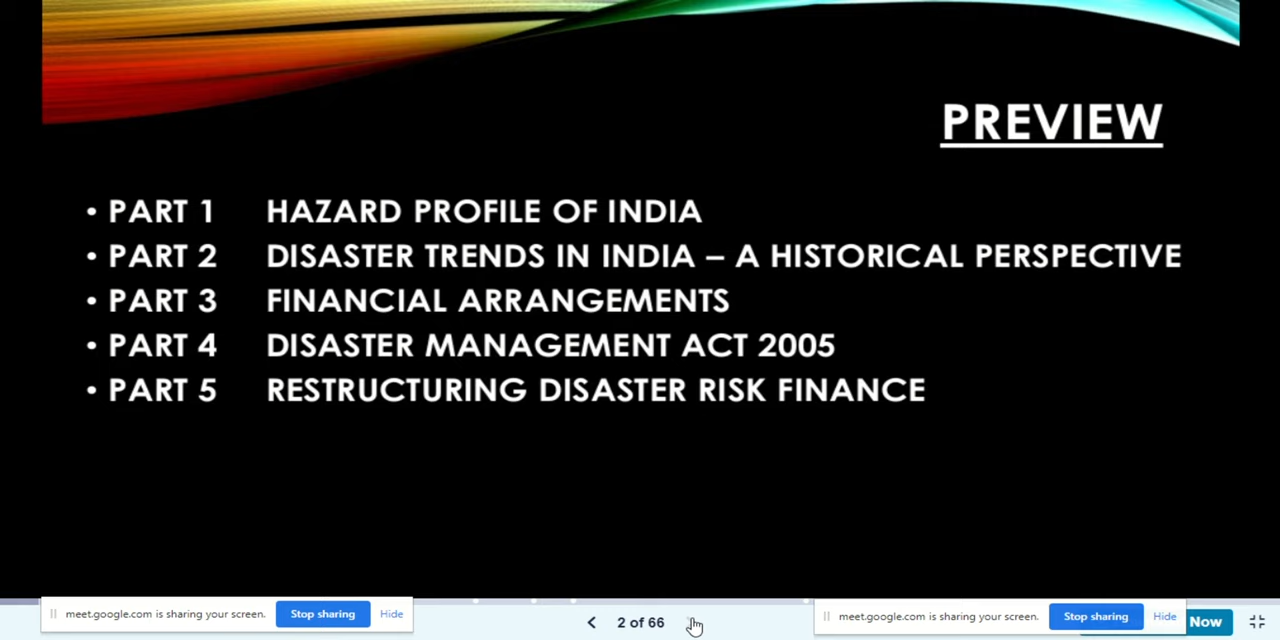 PREVIEW
• PART 1 HAZARD PROFILE OF INDIA
• PART 2 DISASTER TRENDS IN INDIA – A HISTORICAL PERSPECTIVE
• PART 3 FINANCIAL ARRANGEMENTS
• PART 4 DISASTER MANAGEMENT ACT 2005
• PART 5 RESTRUCTURING DISASTER RISK FINANCE
meet.google.com is sharing your screen. Stop sharing Hide
2 of 66
meet.google.com is sharing your screen. Stop sharing Hide
Now